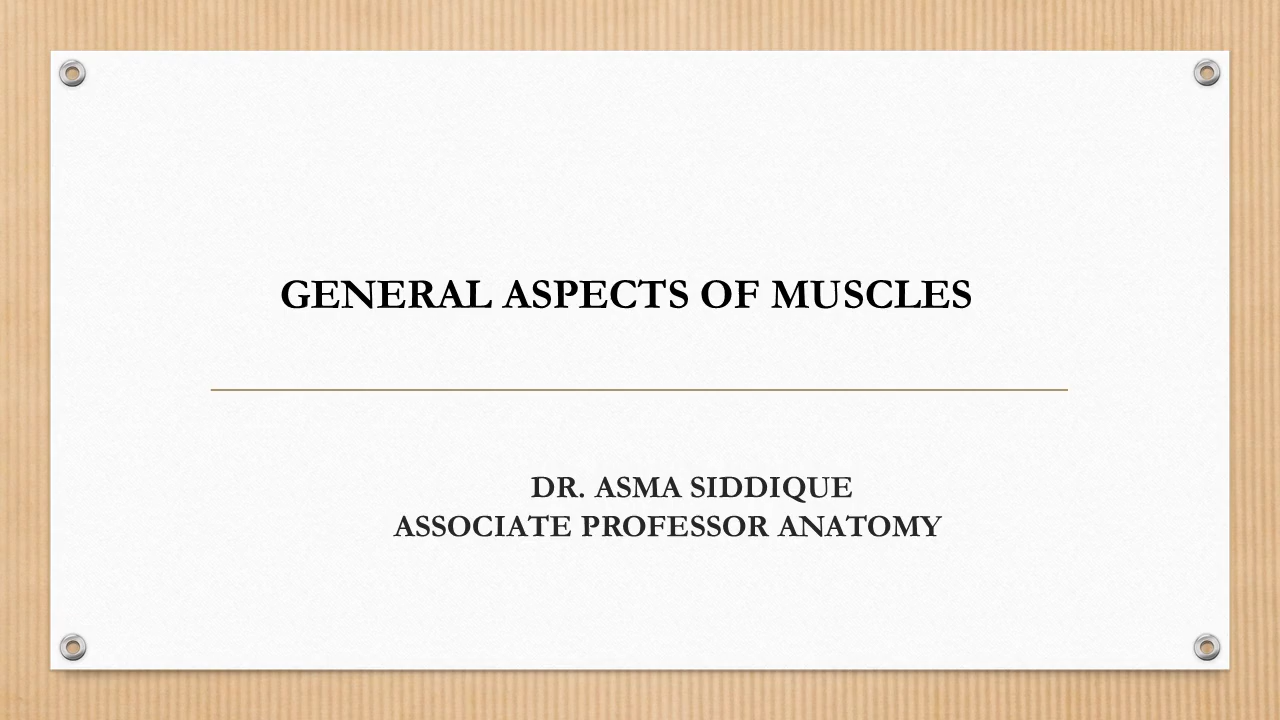 GENERAL ASPECTS OF MUSCLES
DR. ASMA SIDDIQUE
ASSOCIATE PROFESSOR ANATOMY